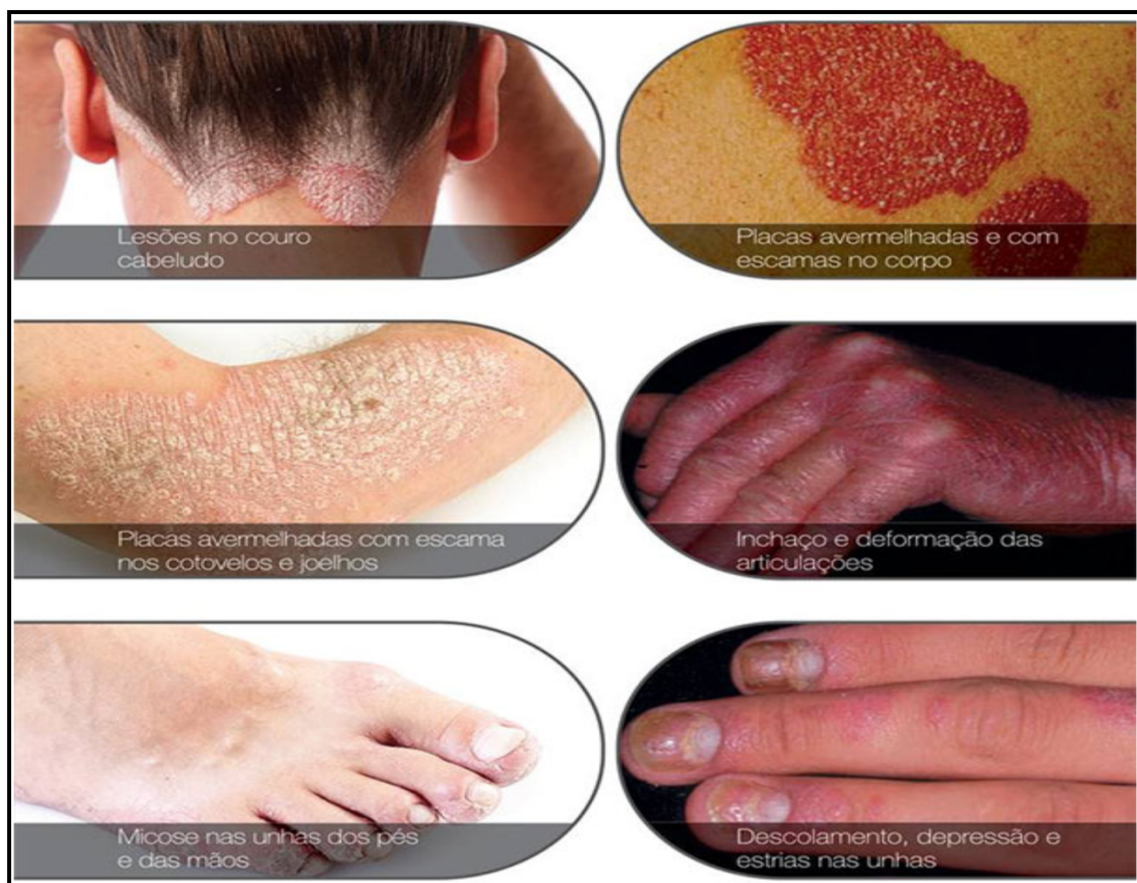 Lesões no couro
cabeludo
Placas avermelhadas e com
escamas no corpo
Placas avermelhadas com escama
nos cotovelos e joelhos
Inchaço e deformação das
articulações
Micose nas unhas dos pés
e das mãos
Descolamento, depressão e
estrias nas unhas